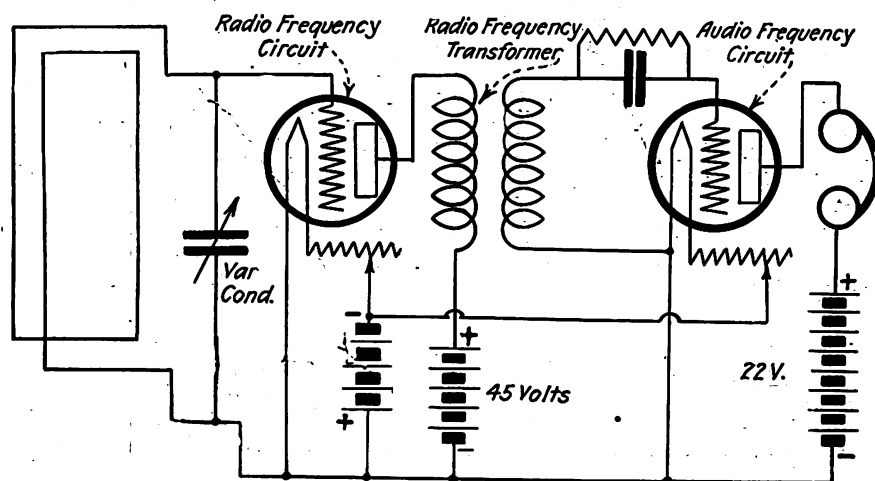 Radio Frequency
Circuit
Radio Frequency
Transformer
Audio Frequency
Circuit
Var
Cond.
-
+
+
45 Volts
-
+
22 V.
-